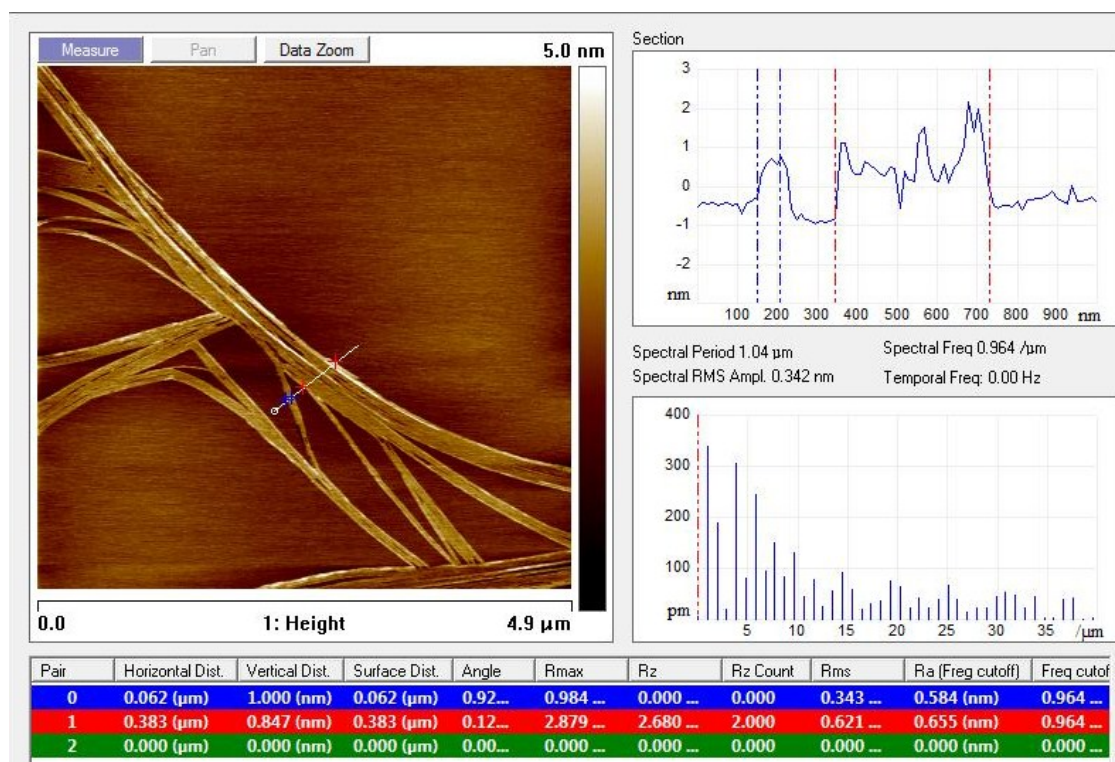 Measure Pan Data Zoom 5.0 nm
0.0 1: Height 4.9 µm
Section
3
2
1
0
-1
-2
nm
100 200 300 400 500 600 700 800 900 nm
Spectral Period 1.04 µm Spectral Freq 0.964 /µm
Spectral RMS Ampl. 0.342 nm Temporal Freq: 0.00 Hz
400
300
200
100
pm
5 10 15 20 25 30 35 /µm
Pair Horizontal Dist. Vertical Dist. Surface Dist. Angle Rmax Rz Rz Count Rms Ra (Freq cutoff) Freq cutof
0 0.062 (µm) 1.000 (nm) 0.062 (µm) 0.92... 0.984 ... 0.000 ... 0.000 0.343 ... 0.584 (nm) 0.964 ...
1 0.383 (µm) 0.847 (nm) 0.383 (µm) 0.12... 2.879 ... 2.680 ... 2.000 0.621 ... 0.655 (nm) 0.964 ...
2 0.000 (µm) 0.000 (nm) 0.000 (µm) 0.00... 0.000 ... 0.000 ... 0.000 0.000 ... 0.000 (nm) 0.000 ...